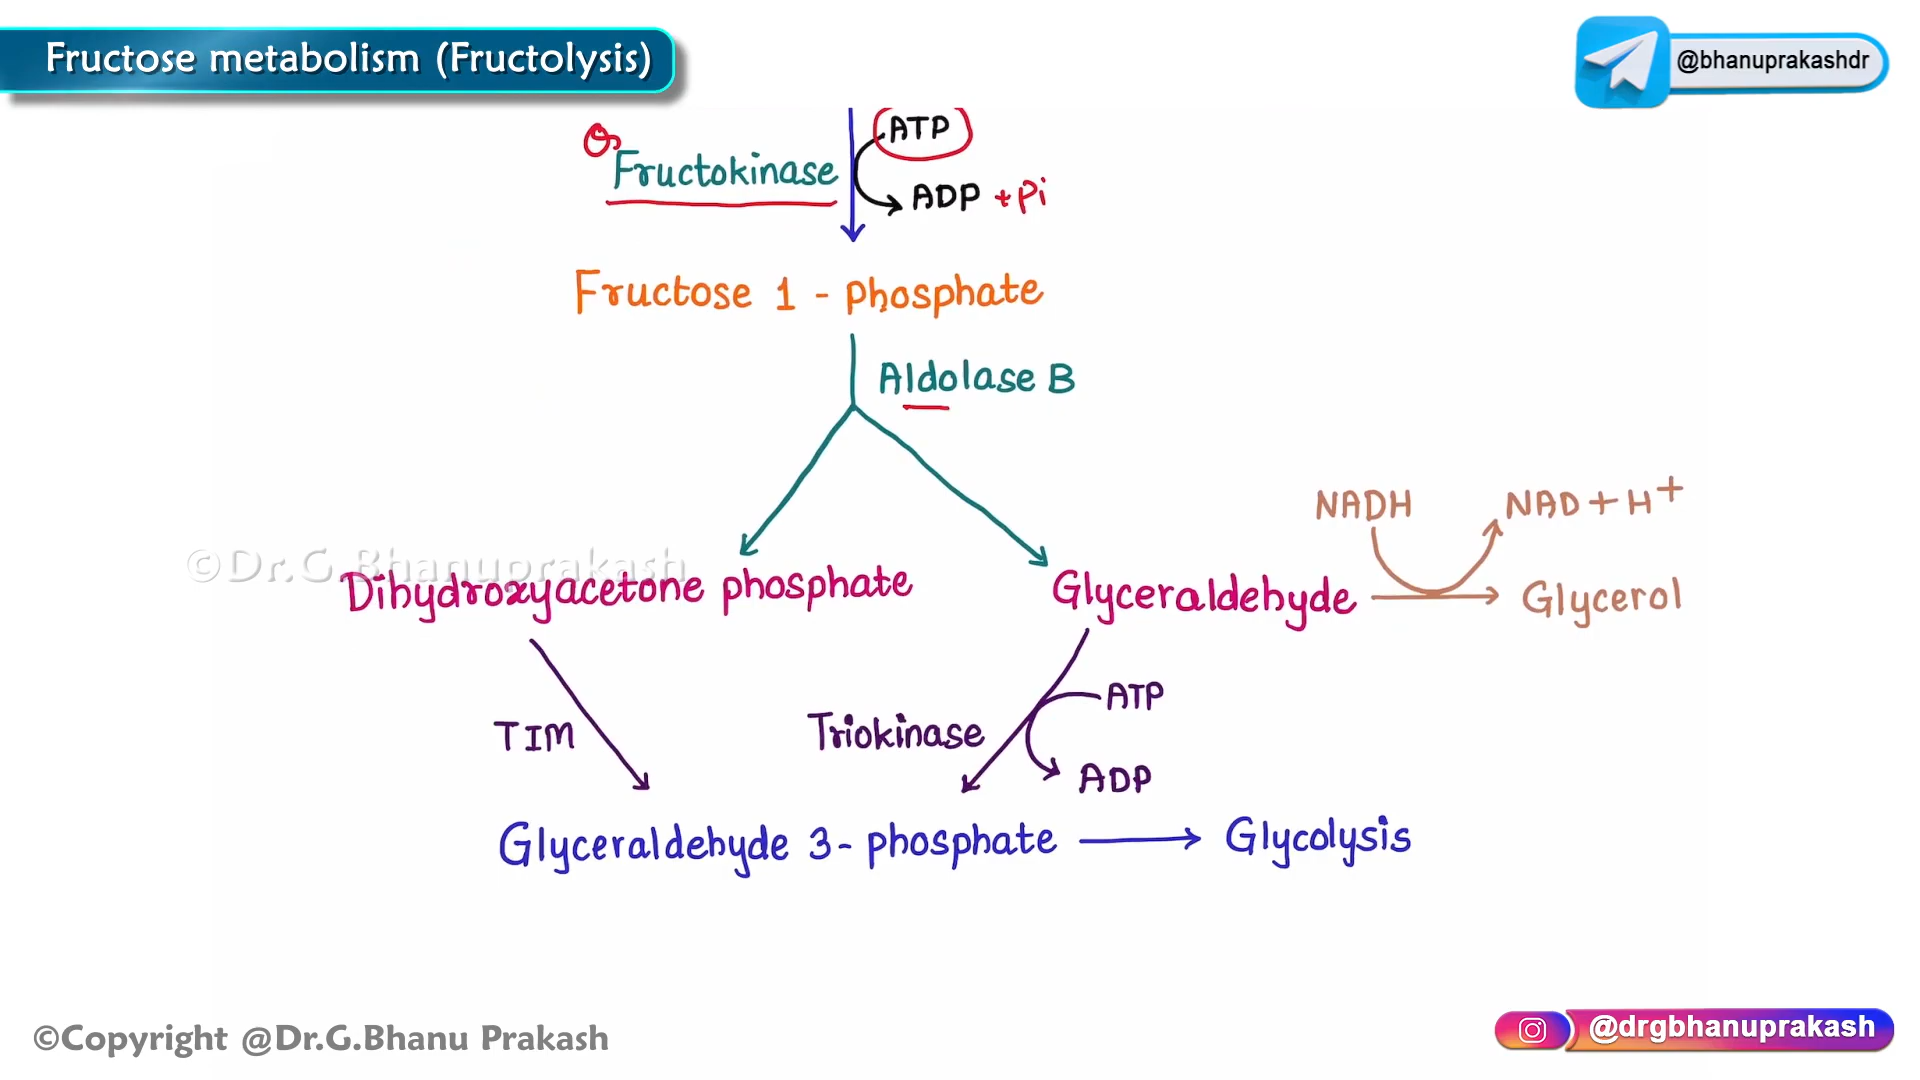 Fructose metabolism (Fructolysis)
@bhanuprakashdr
ATP
Fructokinase
ADP + Pi
Fructose 1 - phosphate
Aldolase B
NADH
NAD + H+
©Dr.G.Bhanuprakash
Dihydroxyacetone phosphate
Glyceraldehyde
Glycerol
ATP
TIM
Triokinase
ADP
Glyceraldehyde 3- phosphate
Glycolysis
©Copyright @Dr.G.Bhanu Prakash
@drgbhanuprakash